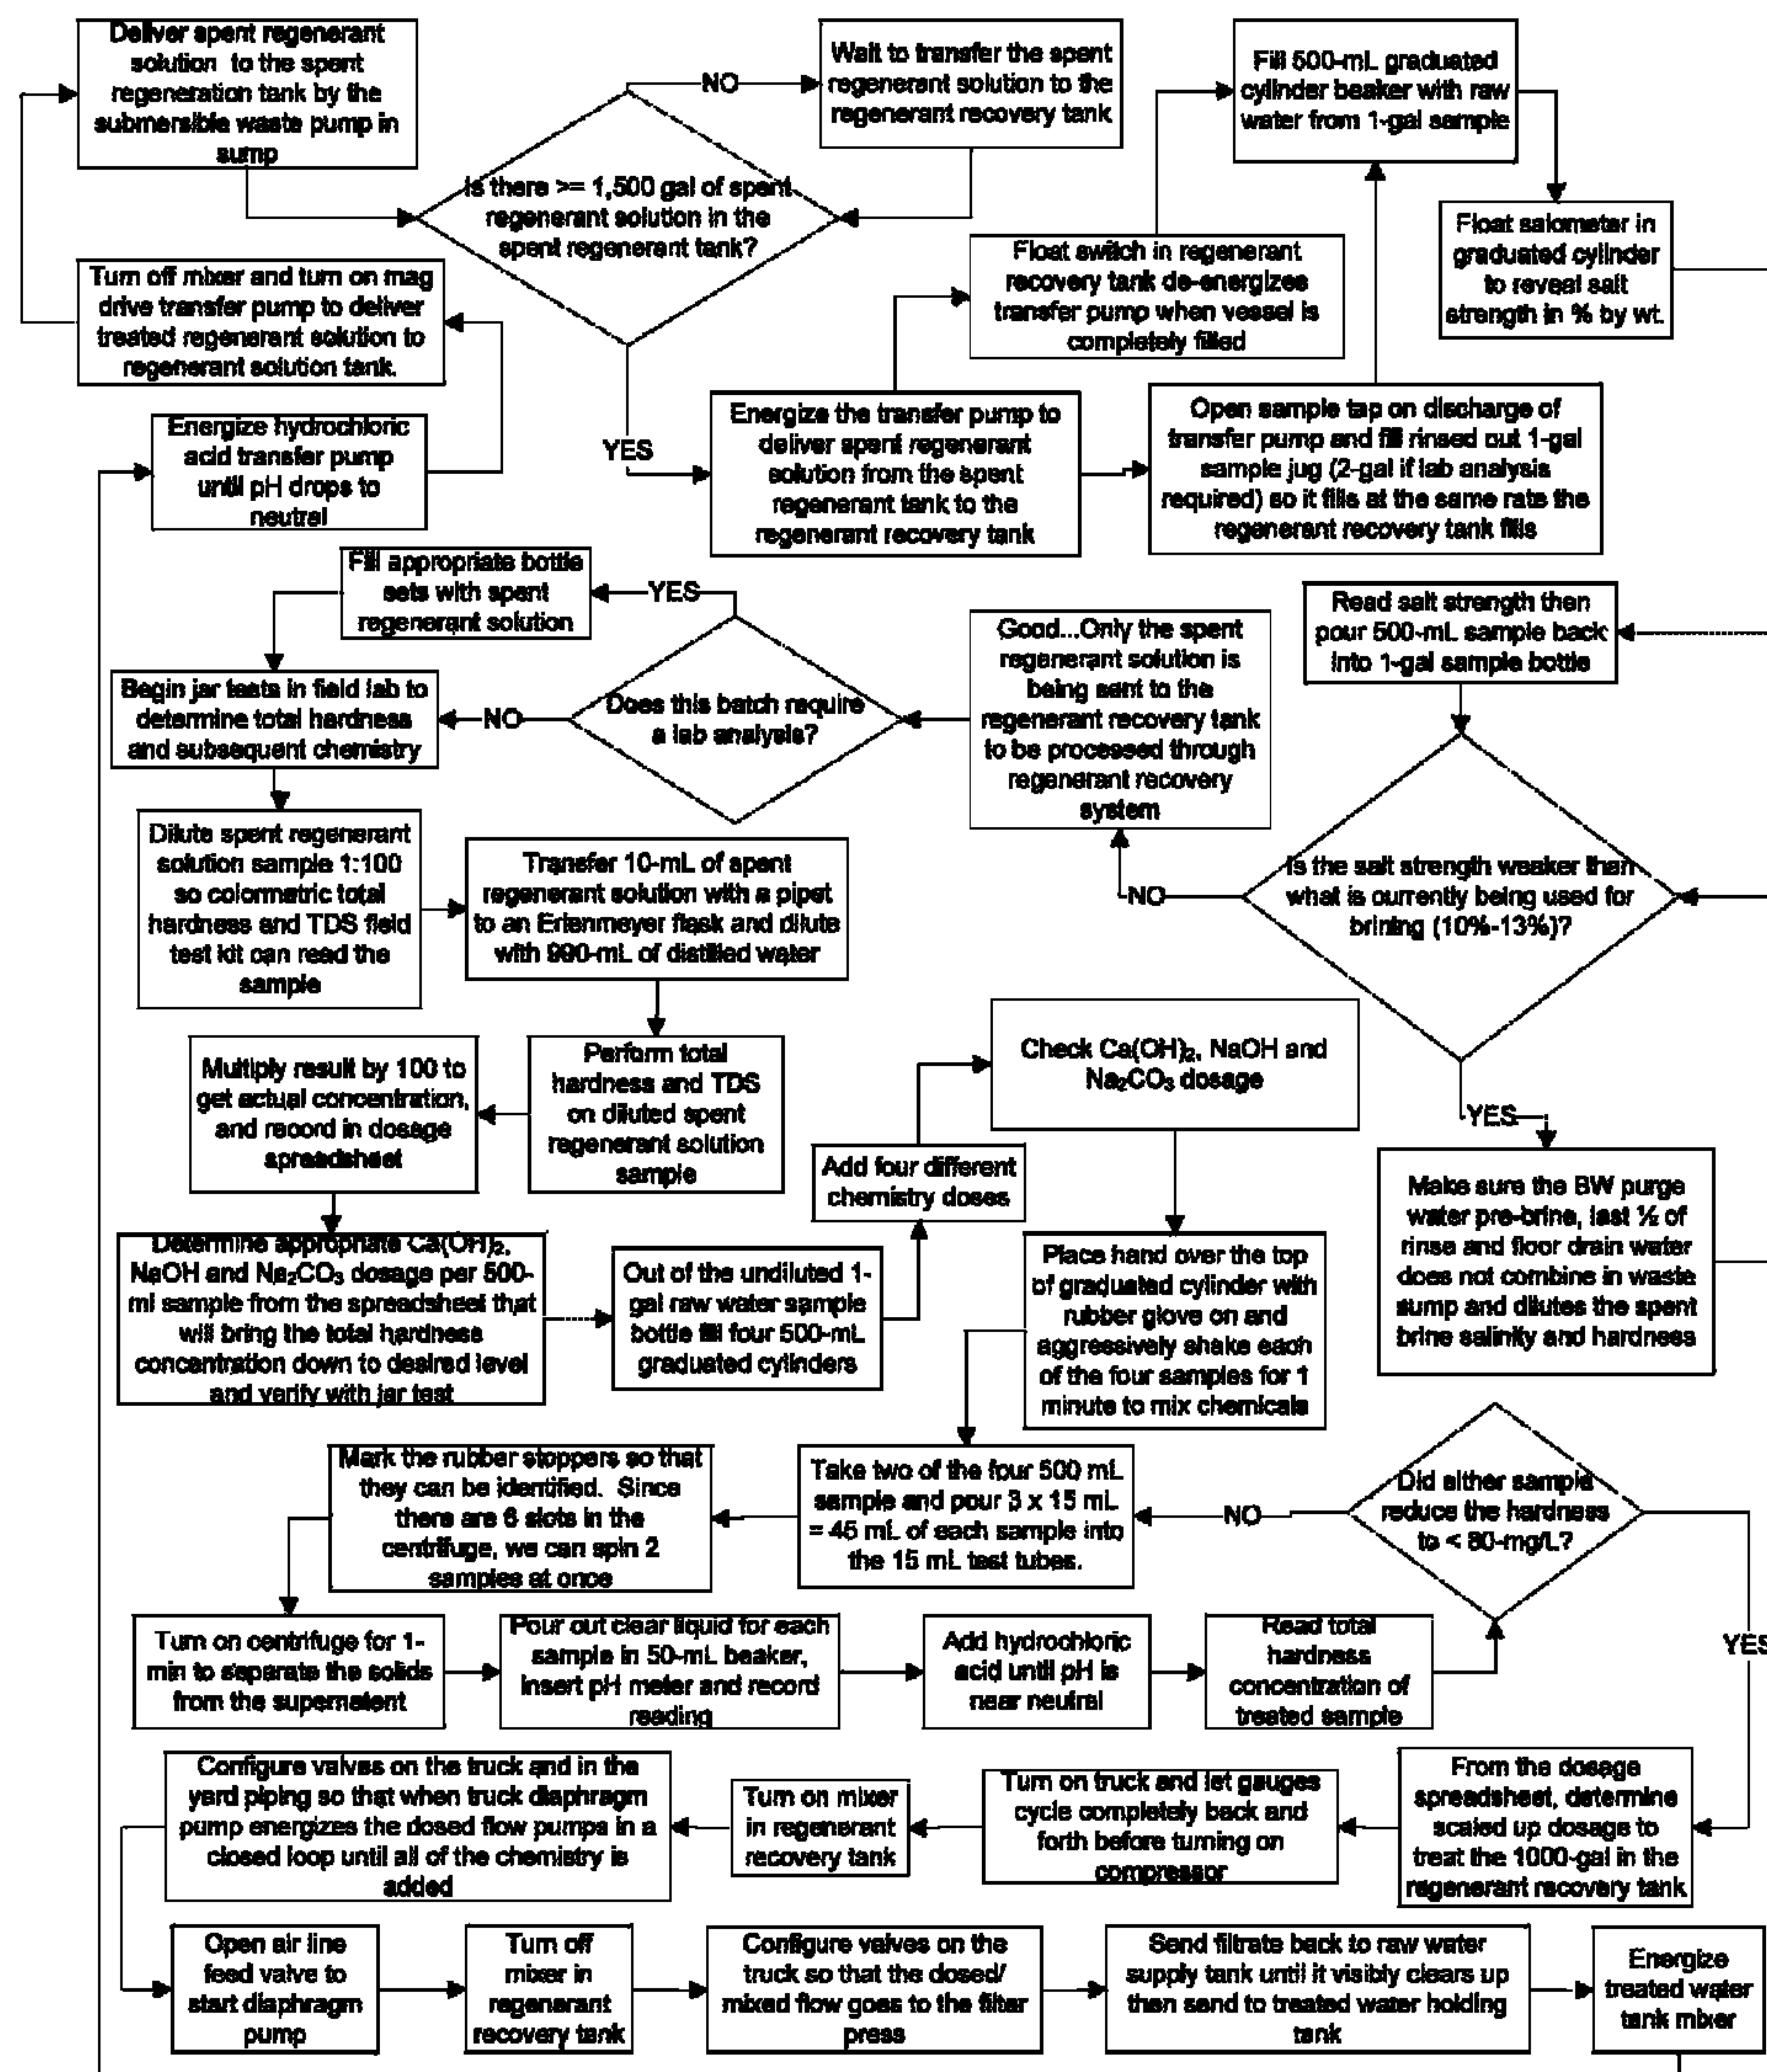 Deliver spent regenerant
solution to the spent
regeneration tank by the
submersible waste pump in
sump
NO
Wait to transfer the spent
regenerant solution to the
regenerant recovery tank
Fill 500-mL graduated
cylinder beaker with raw
water from 1-gal sample
Is there >= 1,500 gal of spent
regenerant solution in the
spent regenerant tank?
Float salometer in
graduated cylinder
to reveal salt
strength in % by wt.
Float switch in regenerant
recovery tank de-energizes
transfer pump when vessel is
completely filled
Turn off mixer and turn on mag
drive transfer pump to deliver
treated regenerant solution to
regenerant solution tank.
YES
Energize the transfer pump to
deliver spent regenerant
solution from the spent
regenerant tank to the
regenerant recovery tank
Open sample tap on discharge of
transfer pump and fill rinsed out 1-gal
sample jug (2-gal if lab analysis
required) so it fills at the same rate the
regenerant recovery tank fills
Energize hydrochloric
acid transfer pump
until pH drops to
neutral
Fill appropriate bottle
sets with spent
regenerant solution
YES
Good...Only the spent
regenerant solution is
being sent to the
regenerant recovery tank
to be processed through
regenerant recovery
system
Read salt strength then
pour 500-mL sample back
into 1-gal sample bottle
Begin jar tests in field lab to
determine total hardness
and subsequent chemistry
NO
Does this batch require
a lab analysis?
Dilute spent regenerant
solution sample 1:100
so colormetric total
hardness and TDS field
test kit can read the
sample
Transfer 10-mL of spent
regenerant solution with a pipet
to an Erlenmeyer flask and dilute
with 990-mL of distilled water
NO
Is the salt strength weaker than
what is currently being used for
brining (10%-13%)?
Multiply result by 100 to
get actual concentration,
and record in dosage
spreadsheet
Perform total
hardness and TDS
on diluted spent
regenerant solution
sample
Check Ca(OH)₂, NaOH and
Na₂CO₃ dosage
YES
Add four different
chemistry doses
Make sure the BW purge
water pre-brine, last ½ of
rinse and floor drain water
does not combine in waste
sump and dilutes the spent
brine salinity and hardness
Determine appropriate Ca(OH)₂,
NaOH and Na₂CO₃ dosage per 500-
ml sample from the spreadsheet that
will bring the total hardness
concentration down to desired level
and verify with jar test
Out of the undiluted 1-
gal raw water sample
bottle fill four 500-mL
graduated cylinders
Place hand over the top
of graduated cylinder with
rubber glove on and
aggressively shake each
of the four samples for 1
minute to mix chemicals
Mark the rubber stoppers so that
they can be identified. Since
there are 6 slots in the
centrifuge, we can spin 2
samples at once
Take two of the four 500 mL
sample and pour 3 x 15 mL
= 45 mL of each sample into
the 15 mL test tubes.
NO
Did either sample
reduce the hardness
to < 80-mg/L?
YES
Turn on centrifuge for 1-
min to separate the solids
from the supernatent
Pour out clear liquid for each
sample in 50-mL beaker,
insert pH meter and record
reading
Add hydrochloric
acid until pH is
near neutral
Read total
hardness
concentration of
treated sample
Configure valves on the truck and in the
yard piping so that when truck diaphragm
pump energizes the dosed flow pumps in a
closed loop until all of the chemistry is
added
Turn on mixer
in regenerant
recovery tank
Turn on truck and let gauges
cycle completely back and
forth before turning on
compressor
From the dosage
spreadsheet, determine
scaled up dosage to
treat the 1000-gal in the
regenerant recovery tank
Open air line
feed valve to
start diaphragm
pump
Turn off
mixer in
regenerant
recovery tank
Configure valves on the
truck so that the dosed/
mixed flow goes to the filter
press
Send filtrate back to raw water
supply tank until it visibly clears up
then send to treated water holding
tank
Energize
treated water
tank mixer